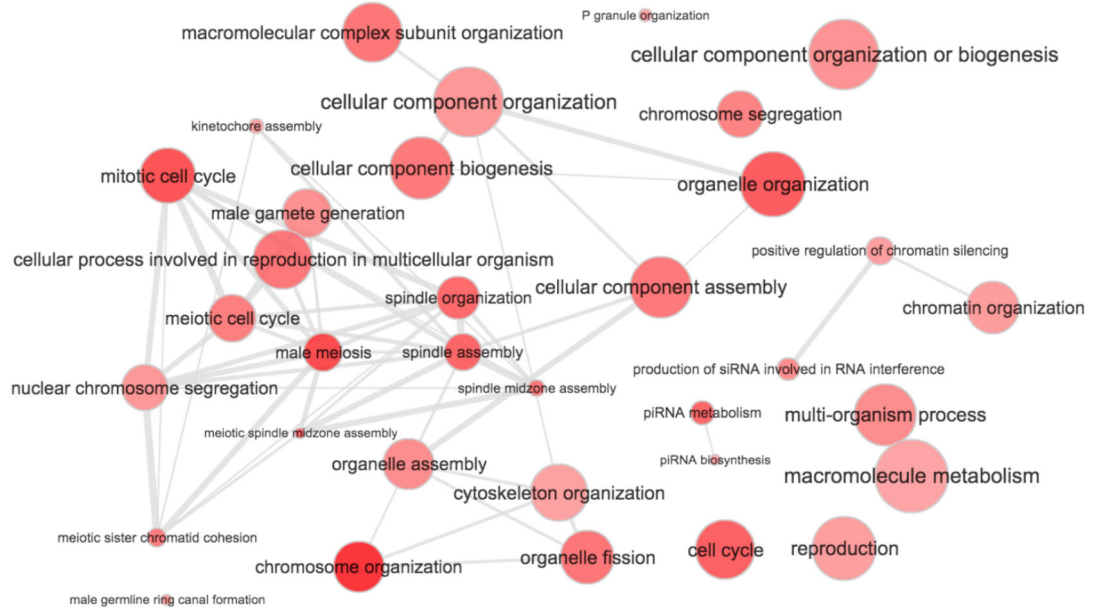 P granule organization
macromolecular complex subunit organization
cellular component organization or biogenesis
cellular component organization
chromosome segregation
kinetochore assembly
cellular component biogenesis
mitotic cell cycle
organelle organization
male gamete generation
positive regulation of chromatin silencing
cellular process involved in reproduction in multicellular organism
cellular component assembly
spindle organization
chromatin organization
meiotic cell cycle
male meiosis
spindle assembly
production of siRNA involved in RNA interference
nuclear chromosome segregation
spindle midzone assembly
piRNA metabolism
multi-organism process
meiotic spindle midzone assembly
piRNA biosynthesis
organelle assembly
macromolecule metabolism
cytoskeleton organization
meiotic sister chromatid cohesion
cell cycle
reproduction
organelle fission
chromosome organization
male germline ring canal formation